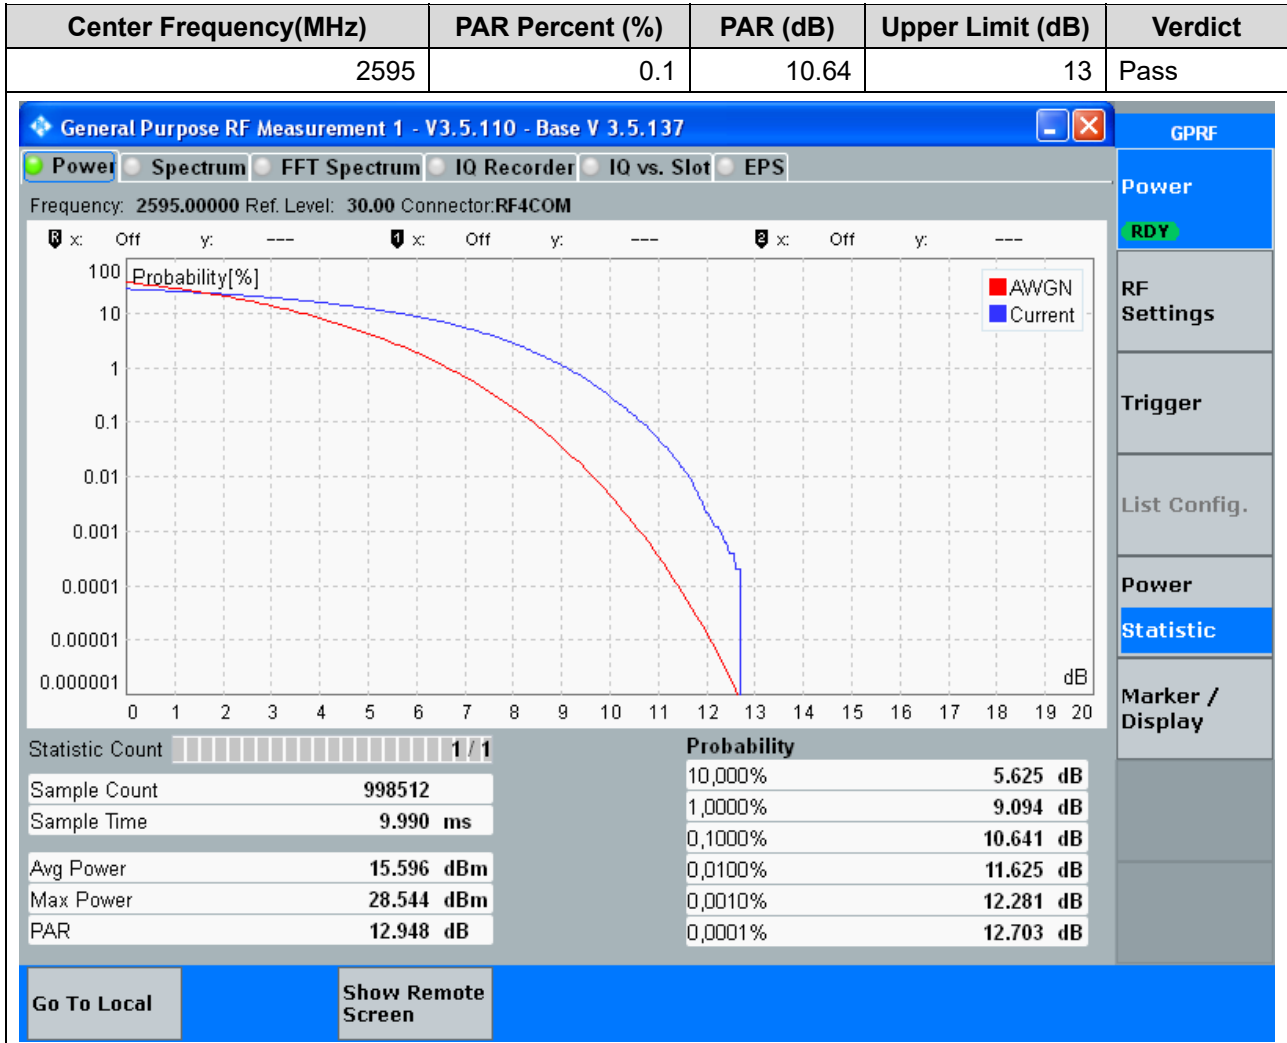 Center Frequency(MHz) PAR Percent (%) PAR (dB) Upper Limit (dB) Verdict
2595 0.1 10.64 13 Pass
General Purpose RF Measurement 1 - V3.5.110 - Base V 3.5.137
GPRF
Power Spectrum FFT Spectrum IQ Recorder IQ vs. Slot EPS
Power
RDY
Frequency: 2595.00000 Ref. Level: 30.00 Connector:RF4COM
R x: Off y: --- 1 x: Off y: --- 2 x: Off y: ---
Probability[%]
AWGN
Current
100
10
1
0.1
0.01
0.001
0.0001
0.00001
0.000001
dB
0 1 2 3 4 5 6 7 8 9 10 11 12 13 14 15 16 17 18 19 20
RF
Settings
Trigger
List Config.
Power
Statistic
Marker /
Display
Statistic Count 1 / 1
Sample Count 998512
Sample Time 9.990 ms
Avg Power 15.596 dBm
Max Power 28.544 dBm
PAR 12.948 dB
Probability
10,000% 5.625 dB
1,0000% 9.094 dB
0,1000% 10.641 dB
0,0100% 11.625 dB
0,0010% 12.281 dB
0,0001% 12.703 dB
Go To Local
Show Remote
Screen